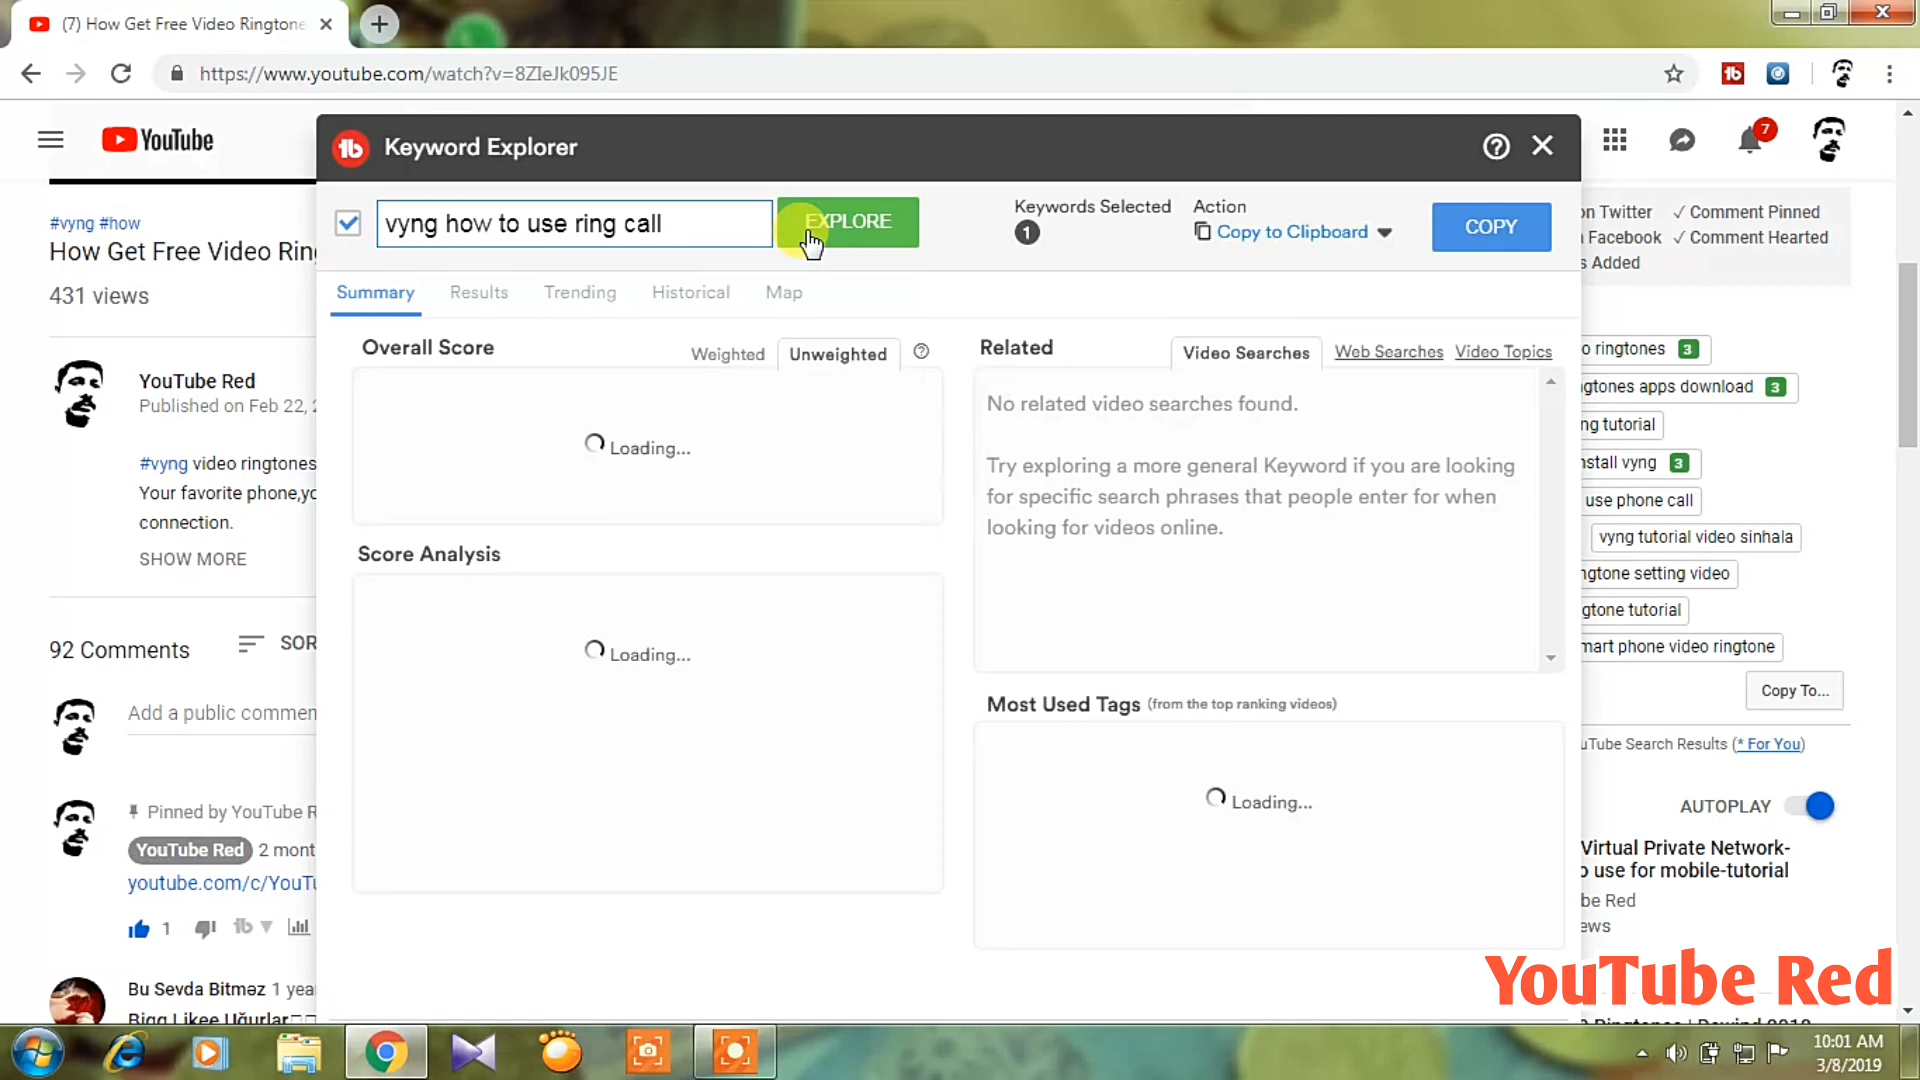 (7) How Get Free Video Ringtone
https://www.youtube.com/watch?v=8ZIeJk095JE
YouTube
Keyword Explorer
7
#vyng #how
How Get Free Video Rin
431 views
vyng how to use ring call
EXPLORE
Keywords Selected
1
Action
Copy to Clipboard
COPY
on Twitter ✓ Comment Pinned
Facebook ✓ Comment Hearted
s Added
Summary
Results
Trending
Historical
Map
Overall Score
Weighted
Unweighted
Loading...
Score Analysis
Loading...
Related
Video Searches
Web Searches
Video Topics
No related video searches found.
Try exploring a more general Keyword if you are looking
for specific search phrases that people enter for when
looking for videos online.
Most Used Tags (from the top ranking videos)
Loading...
YouTube Red
Published on Feb 22, 2
#vyng video ringtones
Your favorite phone,yo
connection.
SHOW MORE
92 Comments
SOR
Add a public commen
Pinned by YouTube R
YouTube Red 2 mont
youtube.com/c/YouTu
1
Bu Sevda Bitməz 1 yea
Bigg Likee Uğurlar
o ringtones 3
ngtones apps download 3
ng tutorial
nstall vyng 3
use phone call
vyng tutorial video sinhala
ngtone setting video
gtone tutorial
mart phone video ringtone
Copy To...
uTube Search Results (* For You)
AUTOPLAY
Virtual Private Network-
o use for mobile-tutorial
be Red
ews
YouTube Red
10:01 AM
3/8/2019